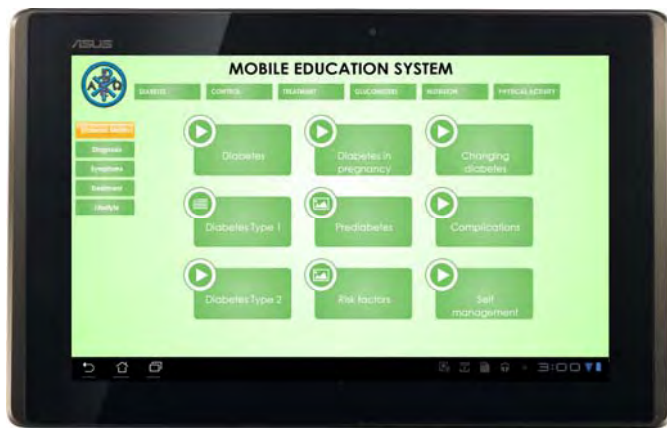 ASUS
MOBILE EDUCATION SYSTEM
DIABETES CONTROL TREATMENT GLUCOMETERS NUTRITION PHYSICAL ACTIVITY
Diagnosis
Symptoms
Treatment
Lifestyle
Diabetes
Diabetes in
pregnancy
Changing
diabetes
Diabetes Type 1
Prediabetes
Complications
Diabetes Type 2
Risk factors
Self
management
3:00